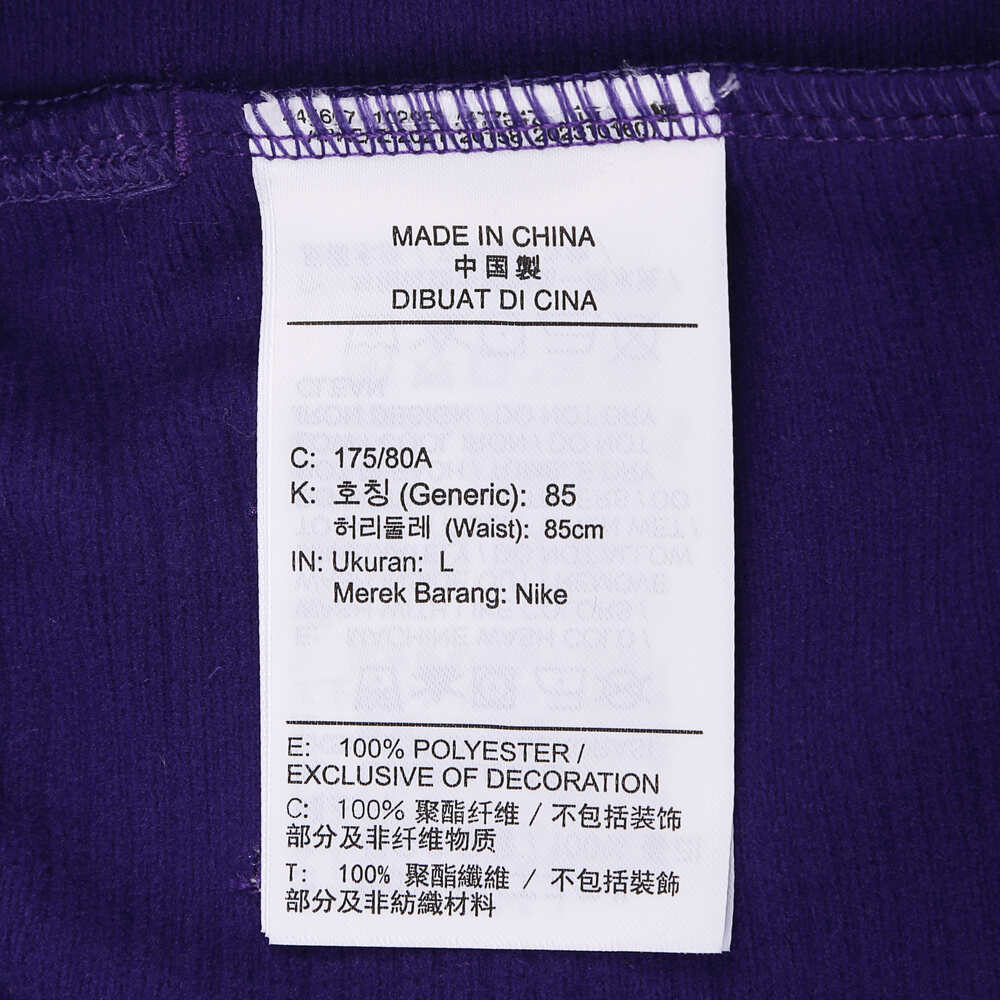 MADE IN CHINA
中国製
DIBUAT DI CINA
C: 175/80A
K: 호칭 (Generic): 85
허리둘레 (Waist): 85cm
IN: Ukuran: L
Merek Barang: Nike
E: 100% POLYESTER /
EXCLUSIVE OF DECORATION
C: 100% 聚酯纤维 / 不包括装饰
部分及非纤维物质
T: 100% 聚酯纖維 / 不包括裝飾
部分及非紡織材料